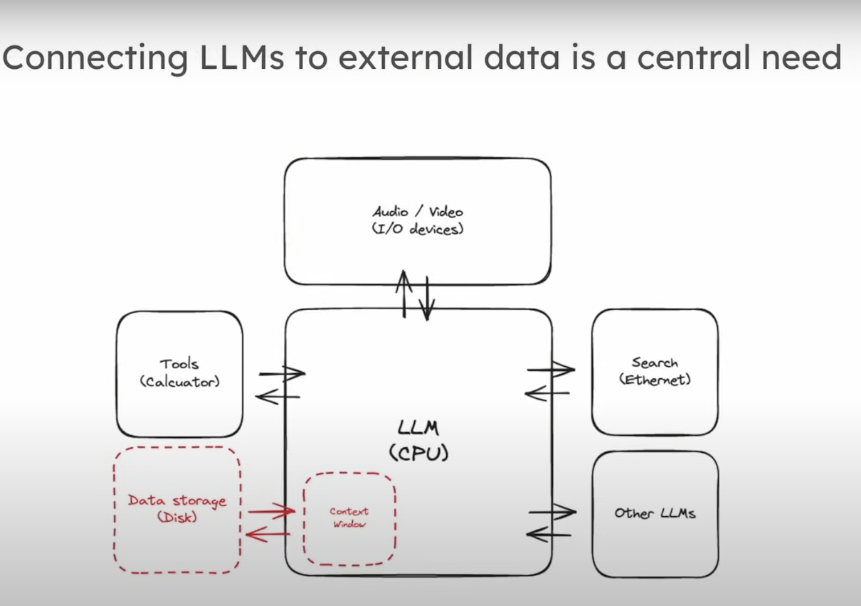 Connecting LLMs to external data is a central need
Audio / Video
(I/O devices)
Tools
(Calcuator)
LLM
(CPU)
Search
(Ethernet)
Data storage
(Disk)
Context
Window
Other LLMs